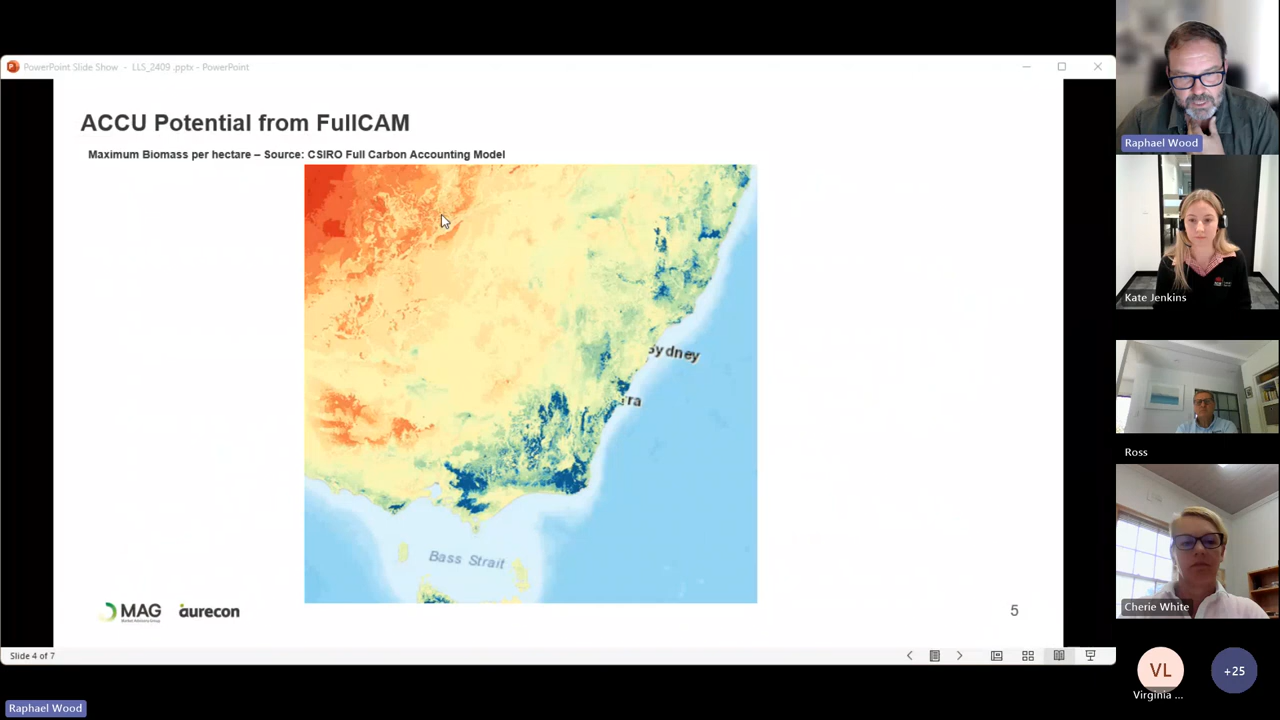 PowerPoint Slide Show - LLS_2409 .pptx - PowerPoint
ACCU Potential from FullCAM
Maximum Biomass per hectare – Source: CSIRO Full Carbon Accounting Model
Sydney
rra
Bass Strait
MAG
aurecon
5
Slide 4 of 7
Raphael Wood
Raphael Wood
Kate Jenkins
Ross
Cherie White
VL
Virginia ...
+25